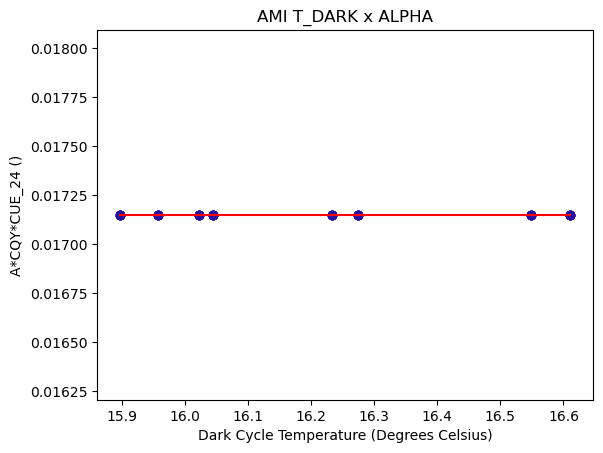 AMI T_DARK x ALPHA
0.01800
0.01775
0.01750
0.01725
0.01700
0.01675
0.01650
0.01625
A*CQY*CUE_24 ()
15.9 16.0 16.1 16.2 16.3 16.4 16.5 16.6
Dark Cycle Temperature (Degrees Celsius)